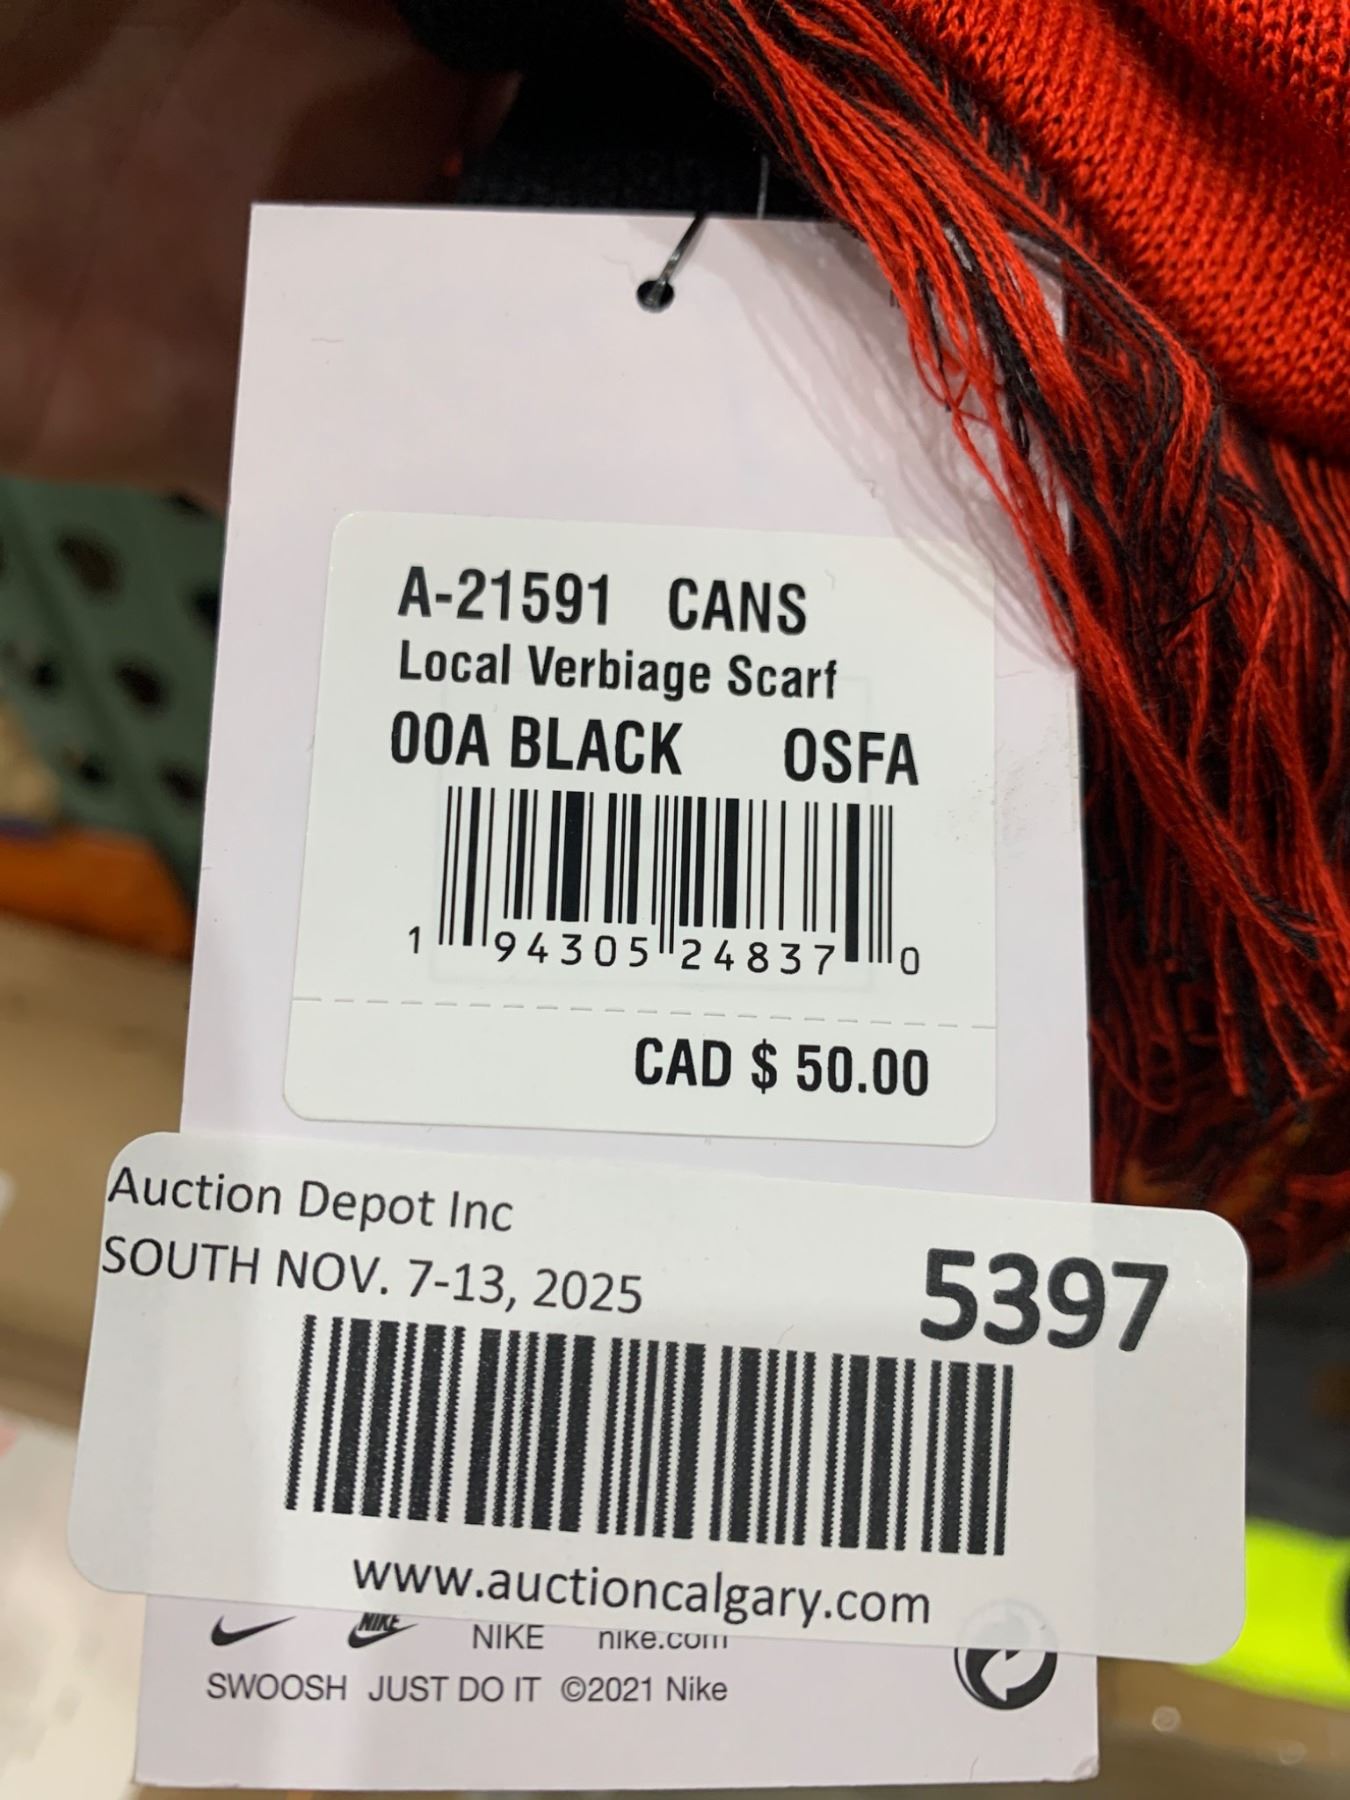 A-21591 CANS
Local Verbiage Scarf
00A BLACK OSFA
1 94305 24837 0
CAD $ 50.00
Auction Depot Inc
SOUTH NOV. 7-13, 2025
5397
www.auctioncalgary.com
NIKE NIKE nike.com
SWOOSH JUST DO IT ©2021 Nike